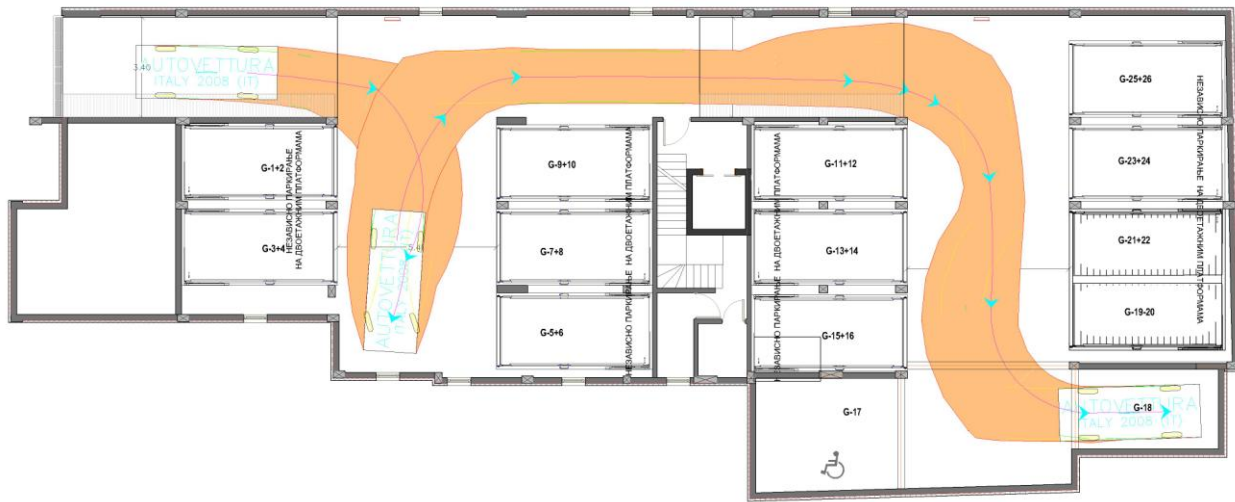 AUTOVETTURA
3.40
ITALY 2008 (IT)
G-1+2
G-3+4
НЕЗАВИСНО ПАРКИРАЊЕ
НА ДВОЕТАЖНИМ ПЛАТФОРМАМА
AUTOVETTURA
G-9+10
G-7+8
G-5+6
НЕЗАВИСНО ПАРКИРАЊЕ НА ДВОЕТАЖНИМ ПЛАТФОРМАМА
G-11+12
G-13+14
G-15+16
НЕЗАВИСНО ПАРКИРАЊЕ НА ДВОЕТАЖНИМ ПЛАТФОРМАМА
G-25+26
G-23+24
G-21+22
G-19-20
НЕЗАВИСНО ПАРКИРАЊЕ НА ДВОЕТАЖНИМ ПЛАТФОРМАМА
G-17
AUTOVETTURA
G-18
ITALY 2008 (IT)